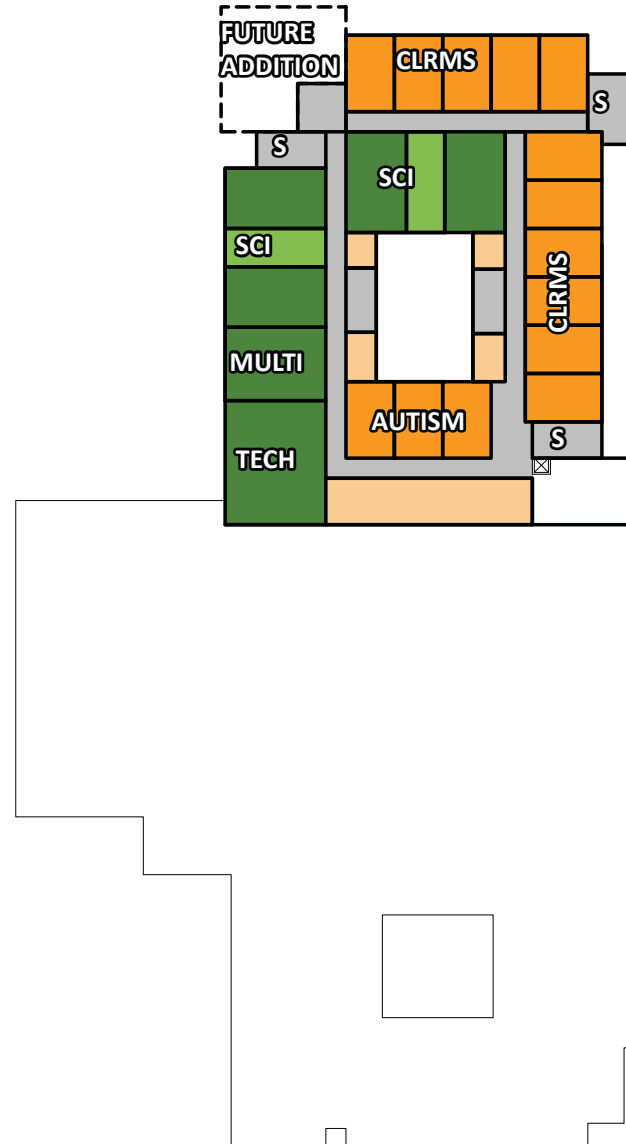 FUTURE
ADDITION
CLRMS
S
S
SCI
SCI
CLRMS
MULTI
AUTISM
S
TECH